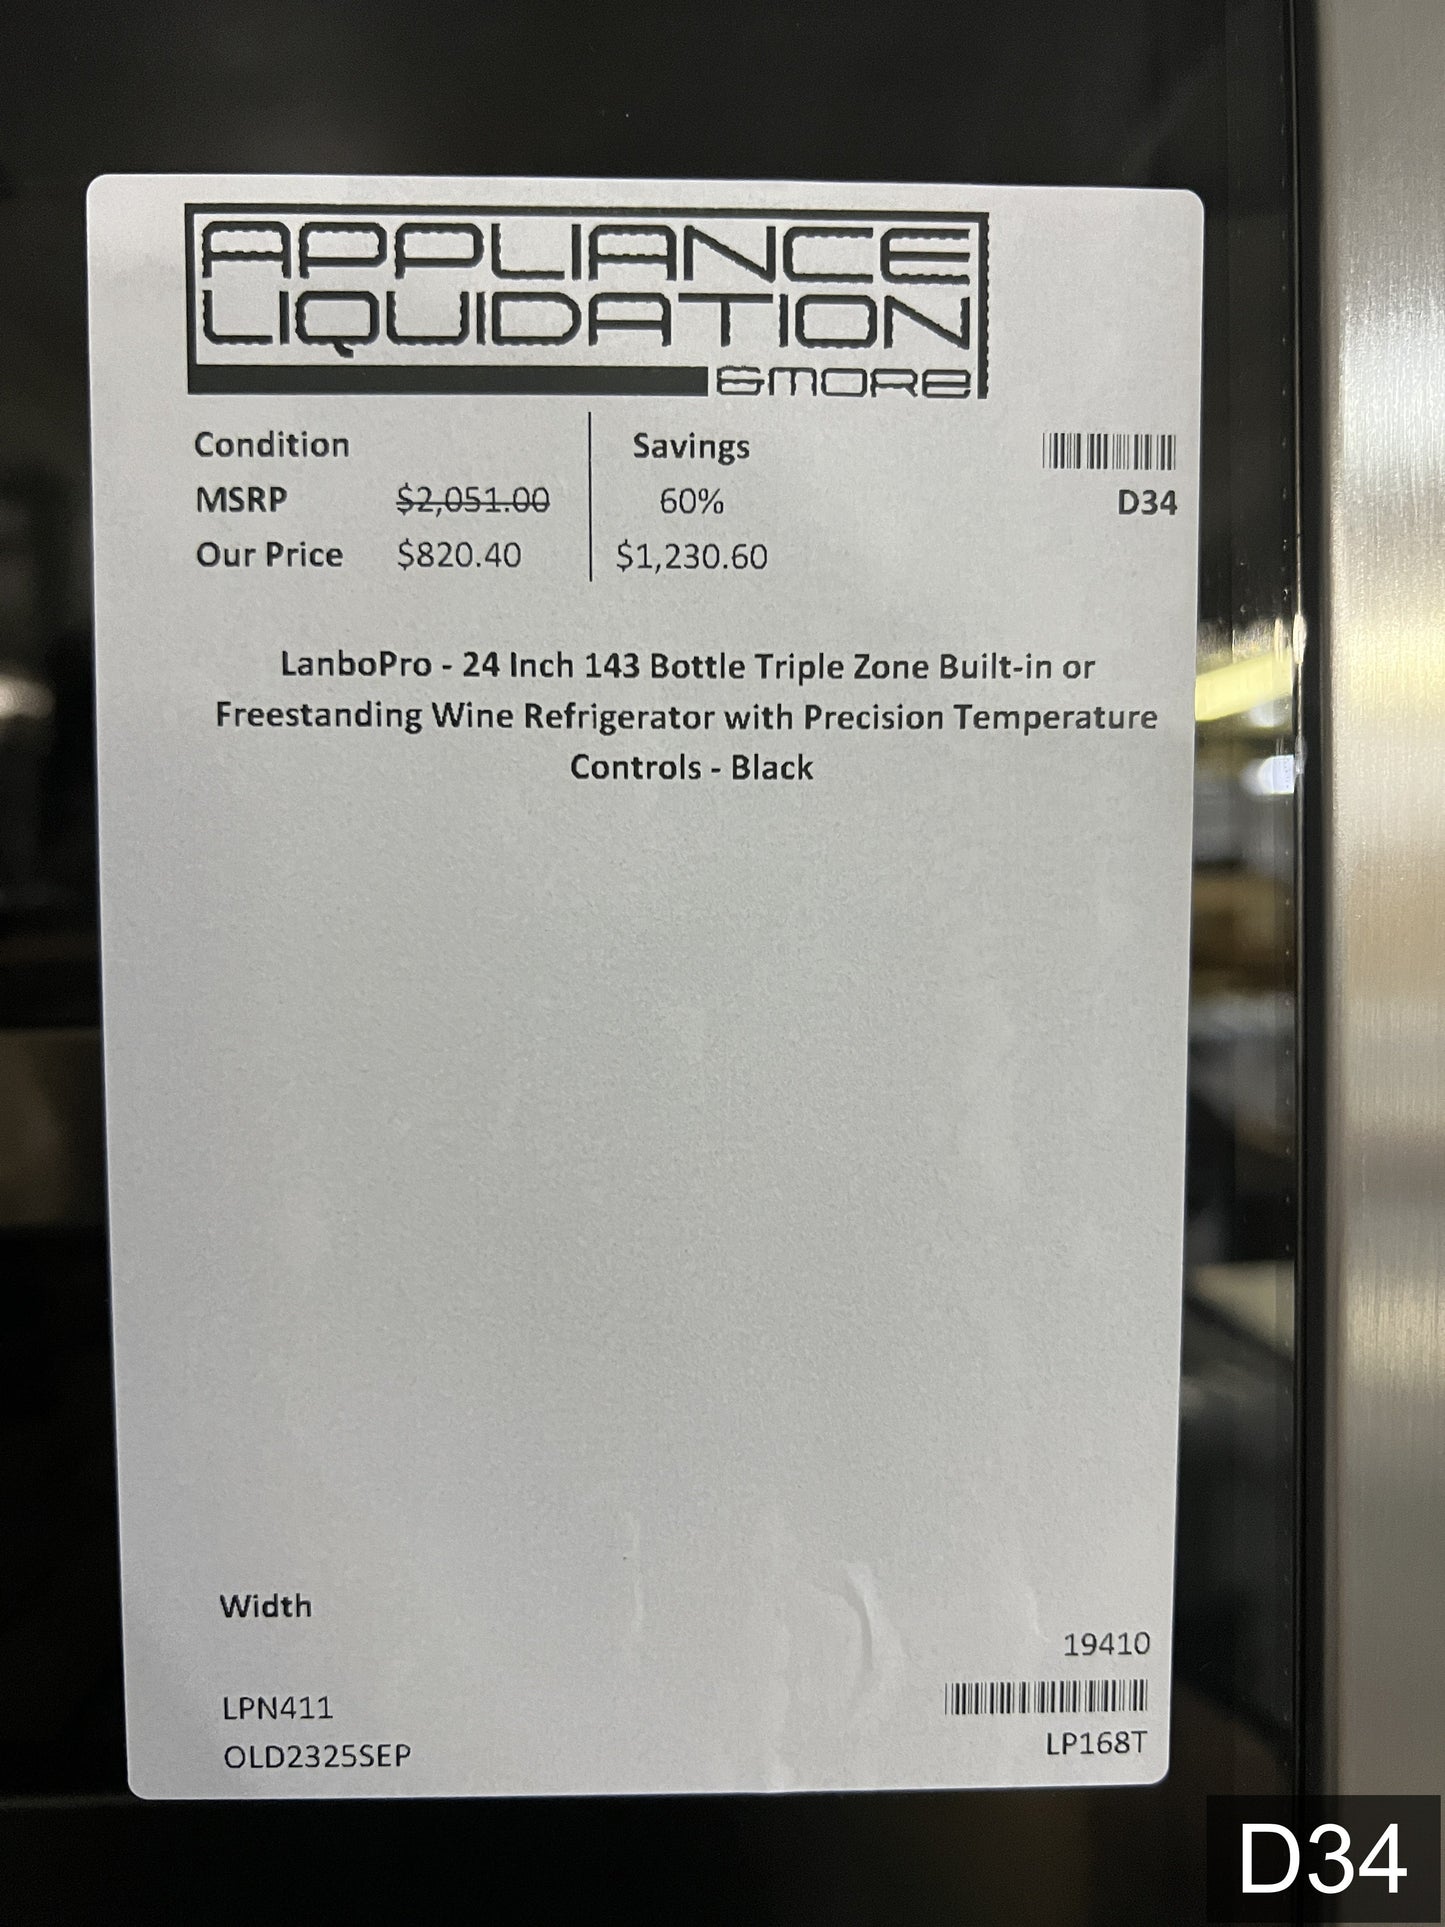 APPLIANCE
LIQUIDATION
&MORE
Condition
Savings
MSRP $2,051.00 60%
D34
Our Price $820.40 $1,230.60
LanboPro - 24 Inch 143 Bottle Triple Zone Built-in or
Freestanding Wine Refrigerator with Precision Temperature
Controls - Black
Width
19410
LPN411
OLD2325SEP
LP168T
D34